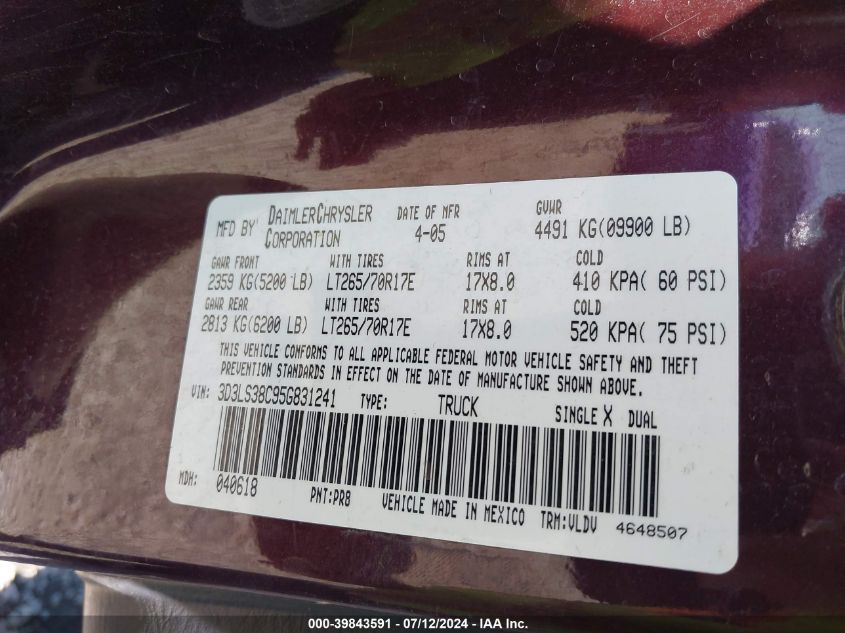 MFD BY DAIMLERCHRYSLER CORPORATION DATE OF MFR 4-05 GVWR 4491 KG(09900 LB)
GAWR FRONT WITH TIRES RIMS AT COLD
2359 KG(5200 LB) LT265/70R17E 17X8.0 410 KPA( 60 PSI)
GAWR REAR WITH TIRES RIMS AT COLD
2813 KG(6200 LB) LT265/70R17E 17X8.0 520 KPA( 75 PSI)
THIS VEHICLE CONFORMS TO ALL APPLICABLE FEDERAL MOTOR VEHICLE SAFETY AND THEFT
PREVENTION STANDARDS IN EFFECT ON THE DATE OF MANUFACTURE SHOWN ABOVE.
VIN: 3D3LS38C95G831241 TYPE: TRUCK SINGLE X DUAL
MDH: 040618 PNT:PR8 VEHICLE MADE IN MEXICO TRM:VLDV 4648507
000-39843591 - 07/12/2024 - IAA Inc.